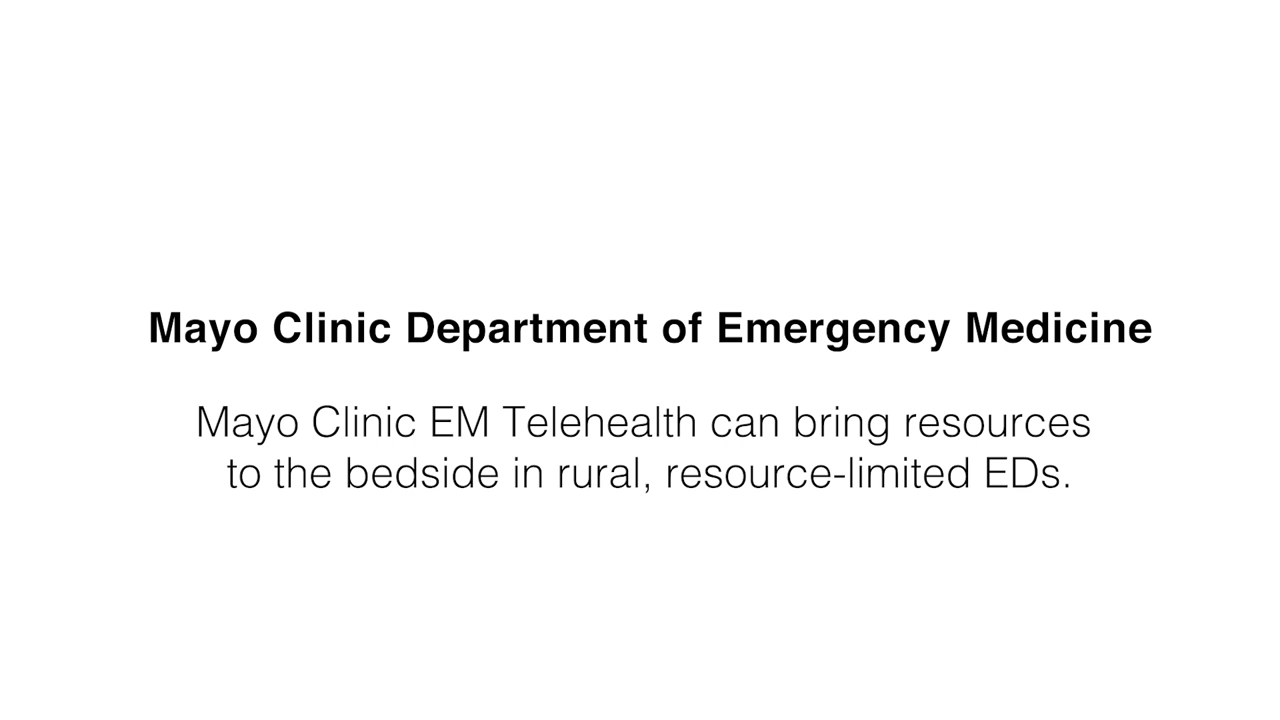 Mayo Clinic Department of Emergency Medicine
Mayo Clinic EM Telehealth can bring resources
to the bedside in rural, resource-limited EDs.